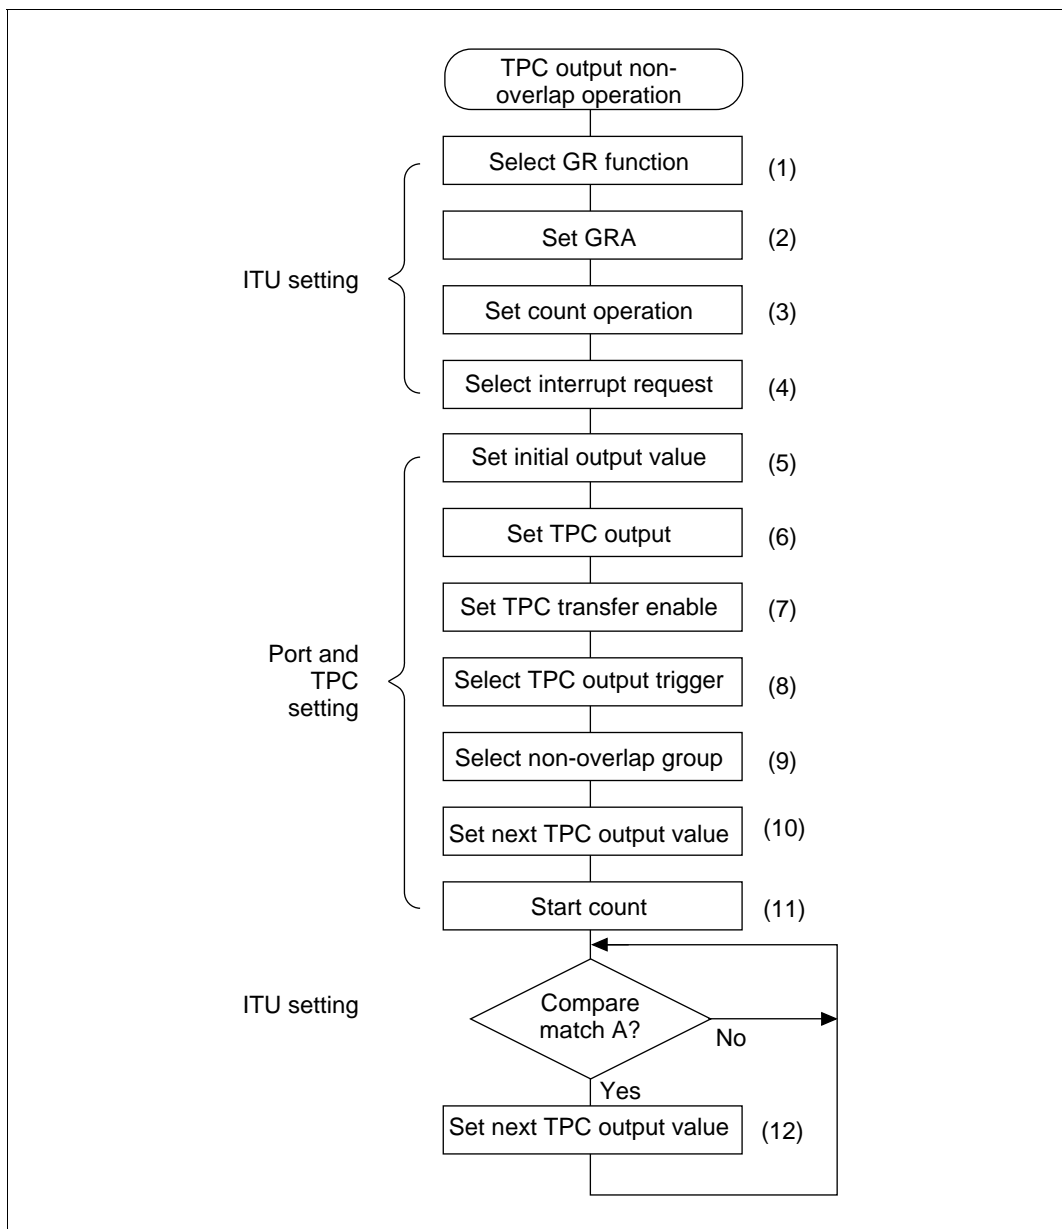 TPC output non-
overlap operation
Select GR function
(1)
Set GRA
(2)
ITU setting
Set count operation
(3)
Select interrupt request
(4)
Set initial output value
(5)
Set TPC output
(6)
Set TPC transfer enable
(7)
Port and
TPC
setting
Select TPC output trigger
(8)
Select non-overlap group
(9)
Set next TPC output value
(10)
Start count
(11)
ITU setting
Compare
match A?
No
Yes
Set next TPC output value
(12)